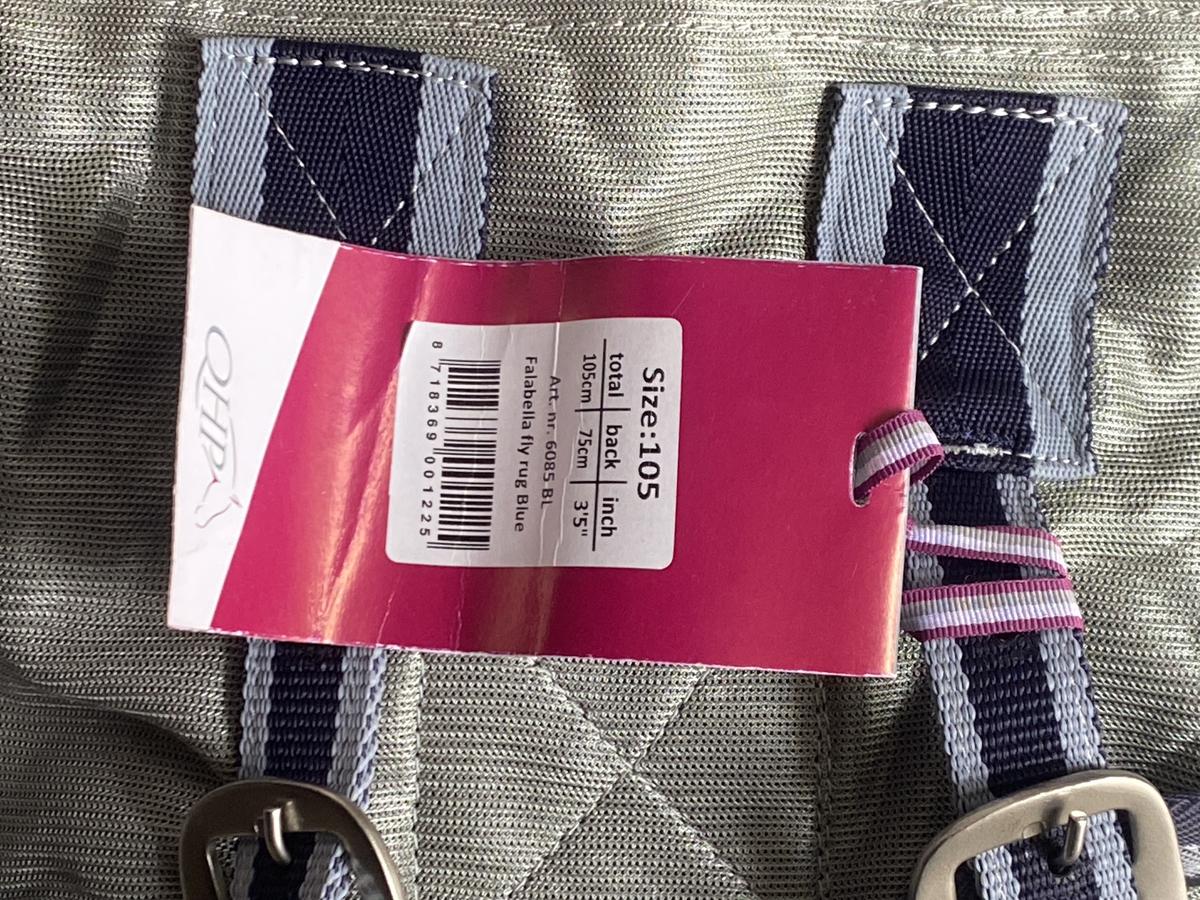 QHP
Size:105
total back inch
105cm 75cm 3'5"
Art. nr. 6085 BL
Falabella fly rug Blue
8 718369 001225